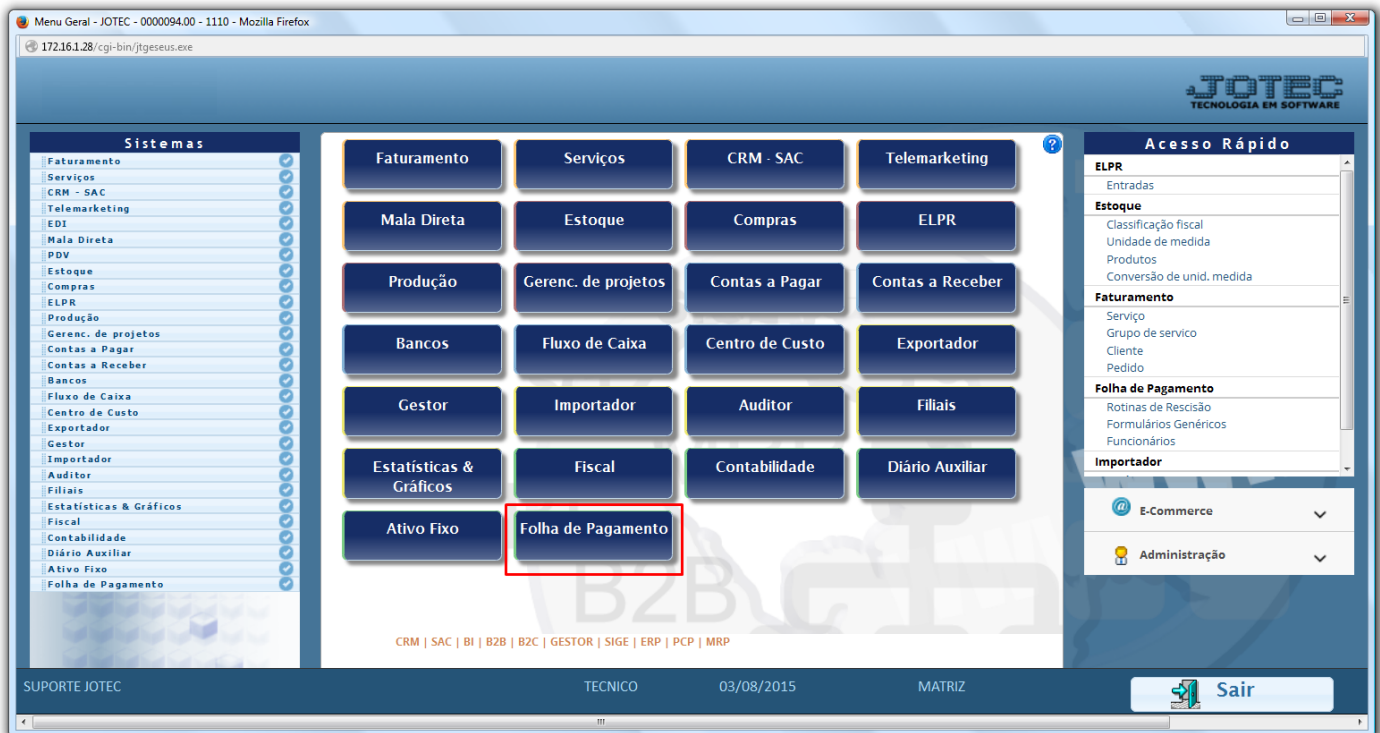 Menu Geral - JOTEC - 0000094.00 - 1110 - Mozilla Firefox
172.16.1.28/cgi-bin/jtgeseus.exe
JOTEC
TECNOLOGIA EM SOFTWARE
Sistemas
Faturamento
Serviços
CRM - SAC
Telemarketing
EDI
Mala Direta
PDV
Estoque
Compras
ELPR
Produção
Gerenc. de projetos
Contas a Pagar
Contas a Receber
Bancos
Fluxo de Caixa
Centro de Custo
Exportador
Gestor
Importador
Auditor
Filiais
Estatísticas & Gráficos
Fiscal
Contabilidade
Diário Auxiliar
Ativo Fixo
Folha de Pagamento
Faturamento
Serviços
CRM - SAC
Telemarketing
Mala Direta
Estoque
Compras
ELPR
Produção
Gerenc. de projetos
Contas a Pagar
Contas a Receber
Bancos
Fluxo de Caixa
Centro de Custo
Exportador
Gestor
Importador
Auditor
Filiais
Estatísticas &
Gráficos
Fiscal
Contabilidade
Diário Auxiliar
Ativo Fixo
Folha de Pagamento
B2B
CRM | SAC | BI | B2B | B2C | GESTOR | SIGE | ERP | PCP | MRP
?
Acesso Rápido
ELPR
Entradas
Estoque
Classificação fiscal
Unidade de medida
Produtos
Conversão de unid. medida
Faturamento
Serviço
Grupo de servico
Cliente
Pedido
Folha de Pagamento
Rotinas de Rescisão
Formulários Genéricos
Funcionários
Importador
@ E-Commerce
Administração
SUPORTE JOTEC
TECNICO
03/08/2015
MATRIZ
Sair